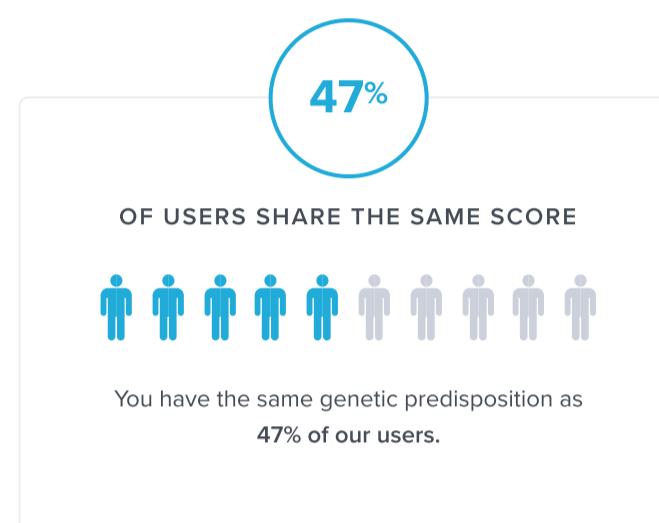 47%
OF USERS SHARE THE SAME SCORE
You have the same genetic predisposition as
47% of our users.